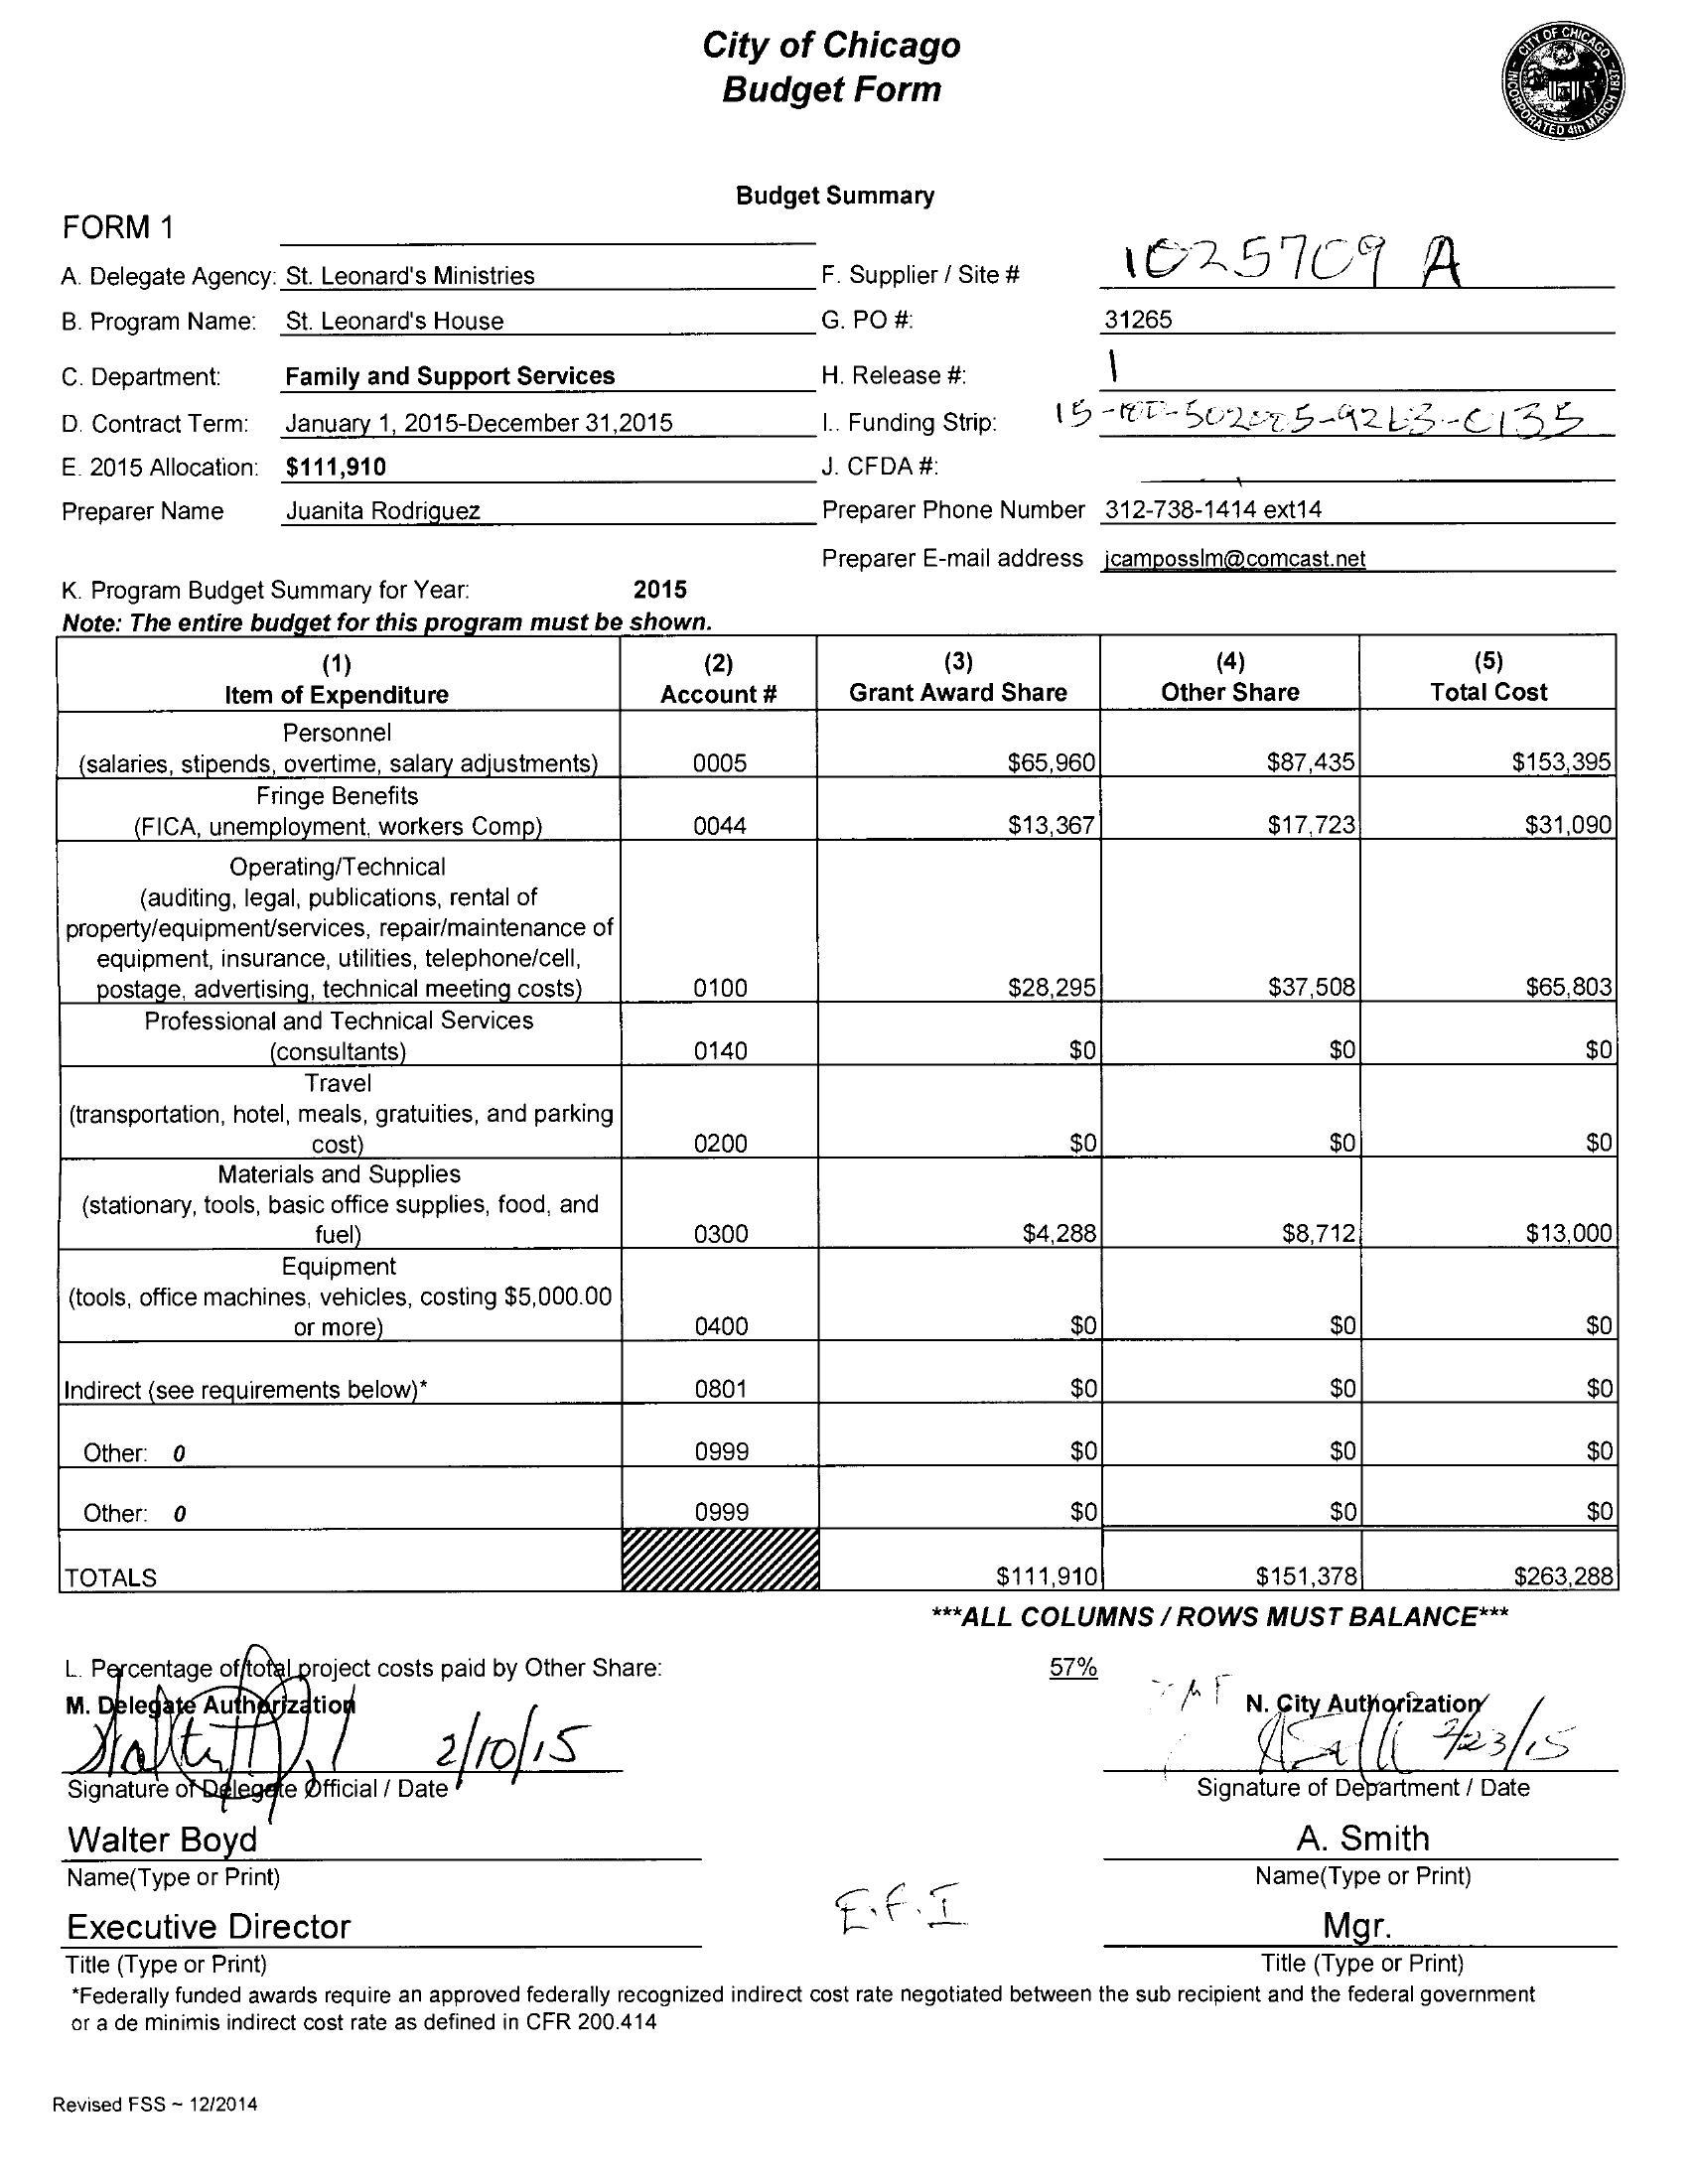 City of Chicago
Budget Form
CITY OF CHICAGO - INCORPORATED 4th MARCH 1837
Budget Summary
FORM 1
A. Delegate Agency: St. Leonard's Ministries F. Supplier / Site # 1025709 A
B. Program Name: St. Leonard's House G. PO #: 31265
C. Department: Family and Support Services H. Release #: 1
D. Contract Term: January 1, 2015-December 31,2015 I.. Funding Strip:
E. 2015 Allocation: $111,910 J. CFDA #:
Preparer Name Juanita Rodriguez Preparer Phone Number 312-738-1414 ext14
Preparer E-mail address jcamposslm@comcast.net
K. Program Budget Summary for Year: 2015
Note: The entire budget for this program must be shown.
(1) (2) (3) (4) (5)
Item of Expenditure Account # Grant Award Share Other Share Total Cost
Personnel
(salaries, stipends, overtime, salary adjustments) 0005 $65,960 $87,435 $153,395
Fringe Benefits
(FICA, unemployment, workers Comp) 0044 $13,367 $17,723 $31,090
Operating/Technical
(auditing, legal, publications, rental of
property/equipment/services, repair/maintenance of
equipment, insurance, utilities, telephone/cell,
postage, advertising, technical meeting costs) 0100 $28,295 $37,508 $65,803
Professional and Technical Services
(consultants) 0140 $0 $0 $0
Travel
(transportation, hotel, meals, gratuities, and parking
cost) 0200 $0 $0 $0
Materials and Supplies
(stationary, tools, basic office supplies, food, and
fuel) 0300 $4,288 $8,712 $13,000
Equipment
(tools, office machines, vehicles, costing $5,000.00
or more) 0400 $0 $0 $0
Indirect (see requirements below)* 0801 $0 $0 $0
Other: 0 0999 $0 $0 $0
Other: 0 0999 $0 $0 $0
TOTALS $111,910 $151,378 $263,288
***ALL COLUMNS / ROWS MUST BALANCE***
L. Percentage of total project costs paid by Other Share: 57%
M. Delegate Authorization N. City Authorization
2/10/15 2/23/15
Signature of Delegate Official / Date Signature of Department / Date
Walter Boyd A. Smith
Name(Type or Print) Name(Type or Print)
E.F.I
Executive Director Mgr.
Title (Type or Print) Title (Type or Print)
*Federally funded awards require an approved federally recognized indirect cost rate negotiated between the sub recipient and the federal government
or a de minimis indirect cost rate as defined in CFR 200.414
Revised FSS ~ 12/2014